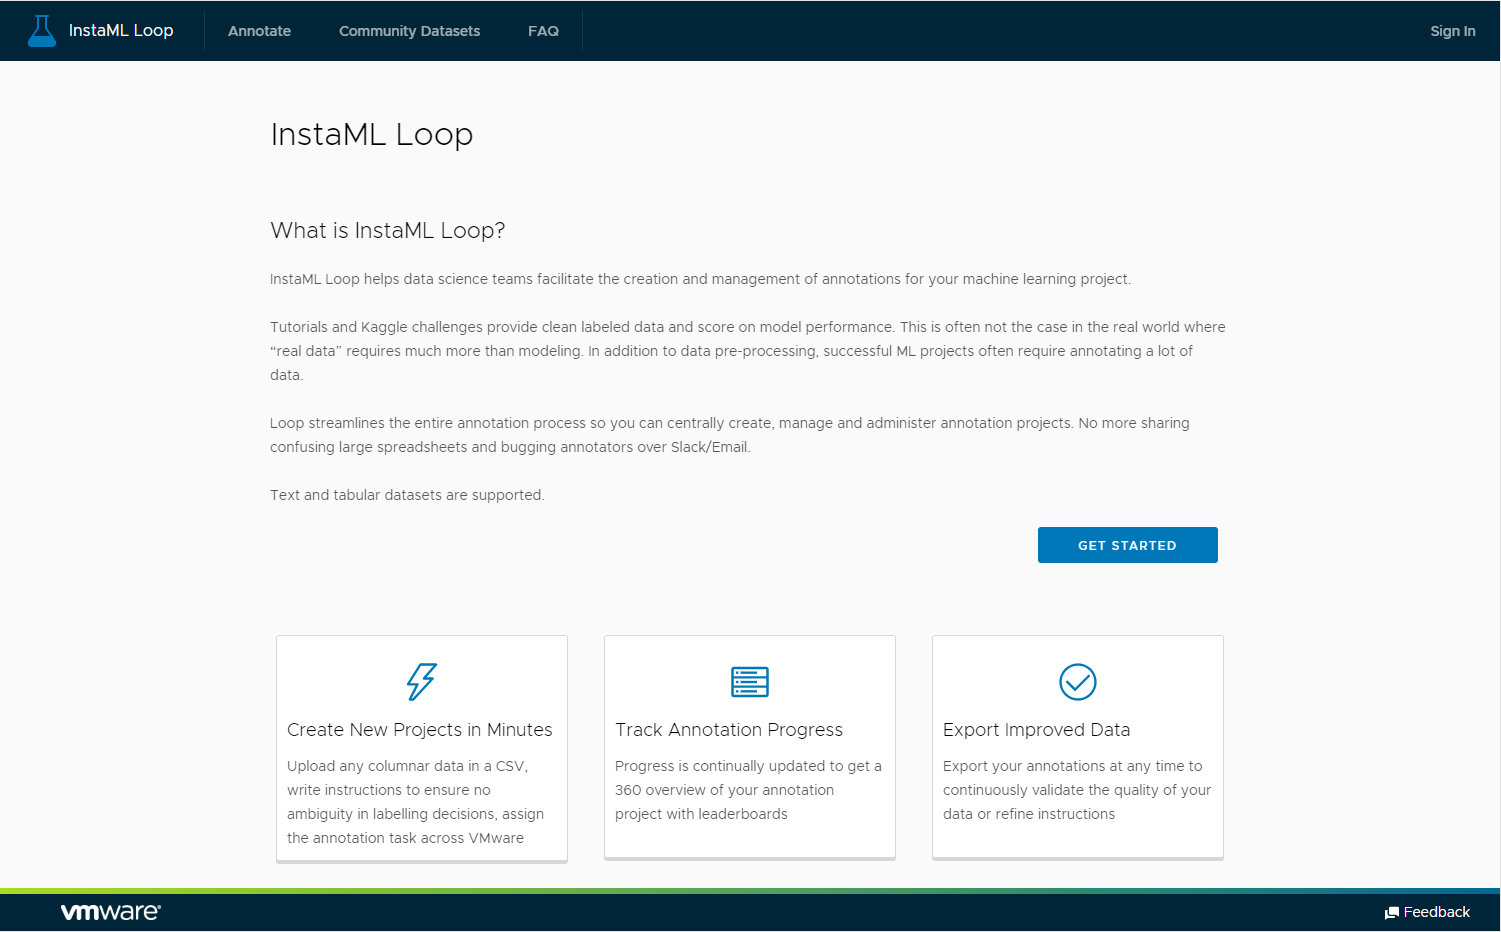 InstaML Loop
Annotate
Community Datasets
FAQ
Sign In
InstaML Loop
What is InstaML Loop?
InstaML Loop helps data science teams facilitate the creation and management of annotations for your machine learning project.
Tutorials and Kaggle challenges provide clean labeled data and score on model performance. This is often not the case in the real world where
“real data” requires much more than modeling. In addition to data pre-processing, successful ML projects often require annotating a lot of
data.
Loop streamlines the entire annotation process so you can centrally create, manage and administer annotation projects. No more sharing
confusing large spreadsheets and bugging annotators over Slack/Email.
Text and tabular datasets are supported.
GET STARTED
Create New Projects in Minutes
Upload any columnar data in a CSV,
write instructions to ensure no
ambiguity in labelling decisions, assign
the annotation task across VMware
Track Annotation Progress
Progress is continually updated to get a
360 overview of your annotation
project with leaderboards
Export Improved Data
Export your annotations at any time to
continuously validate the quality of your
data or refine instructions
vmware®
Feedback